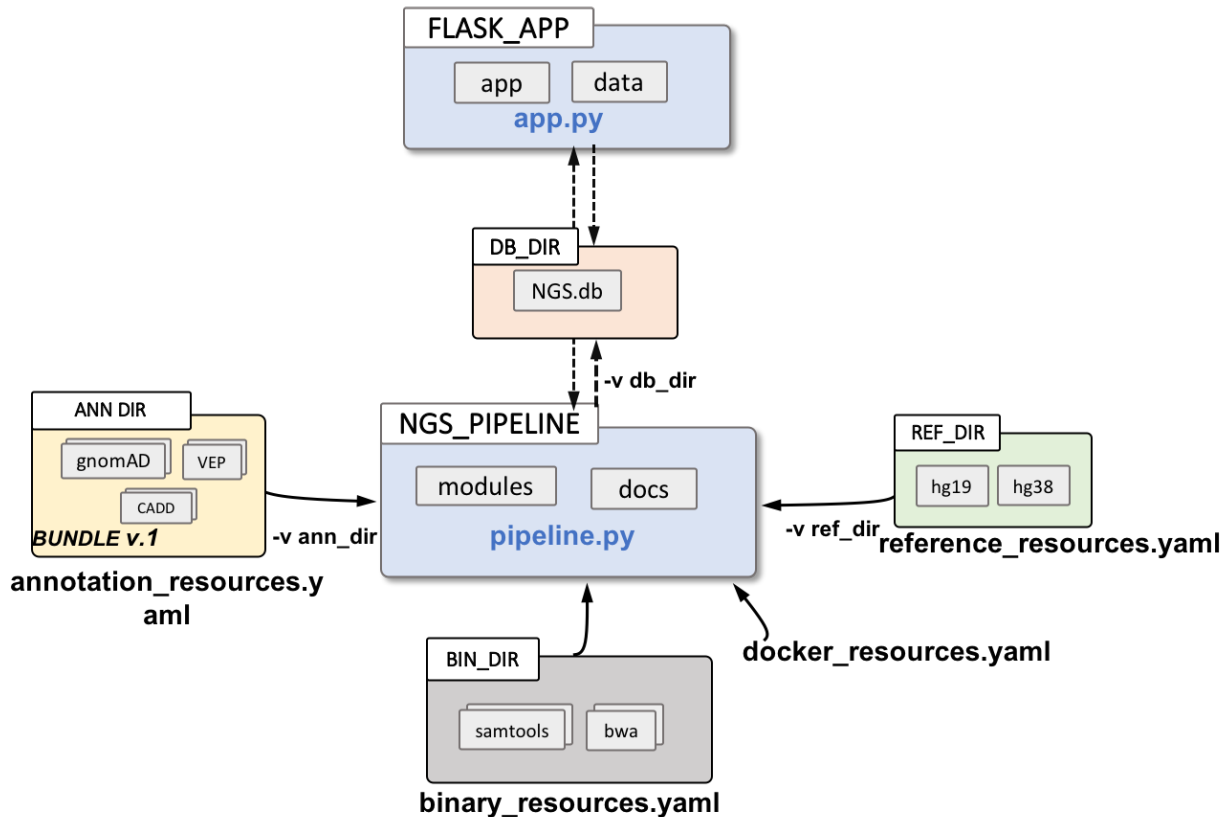 FLASK_APP
app
data
app.py
DB_DIR
NGS.db
-v db_dir
ANN DIR
gnomAD
VEP
CADD
BUNDLE v.1
-v ann_dir
annotation_resources.y
aml
NGS_PIPELINE
modules
docs
pipeline.py
REF_DIR
hg19
hg38
-v ref_dir
reference_resources.yaml
docker_resources.yaml
BIN_DIR
samtools
bwa
binary_resources.yaml